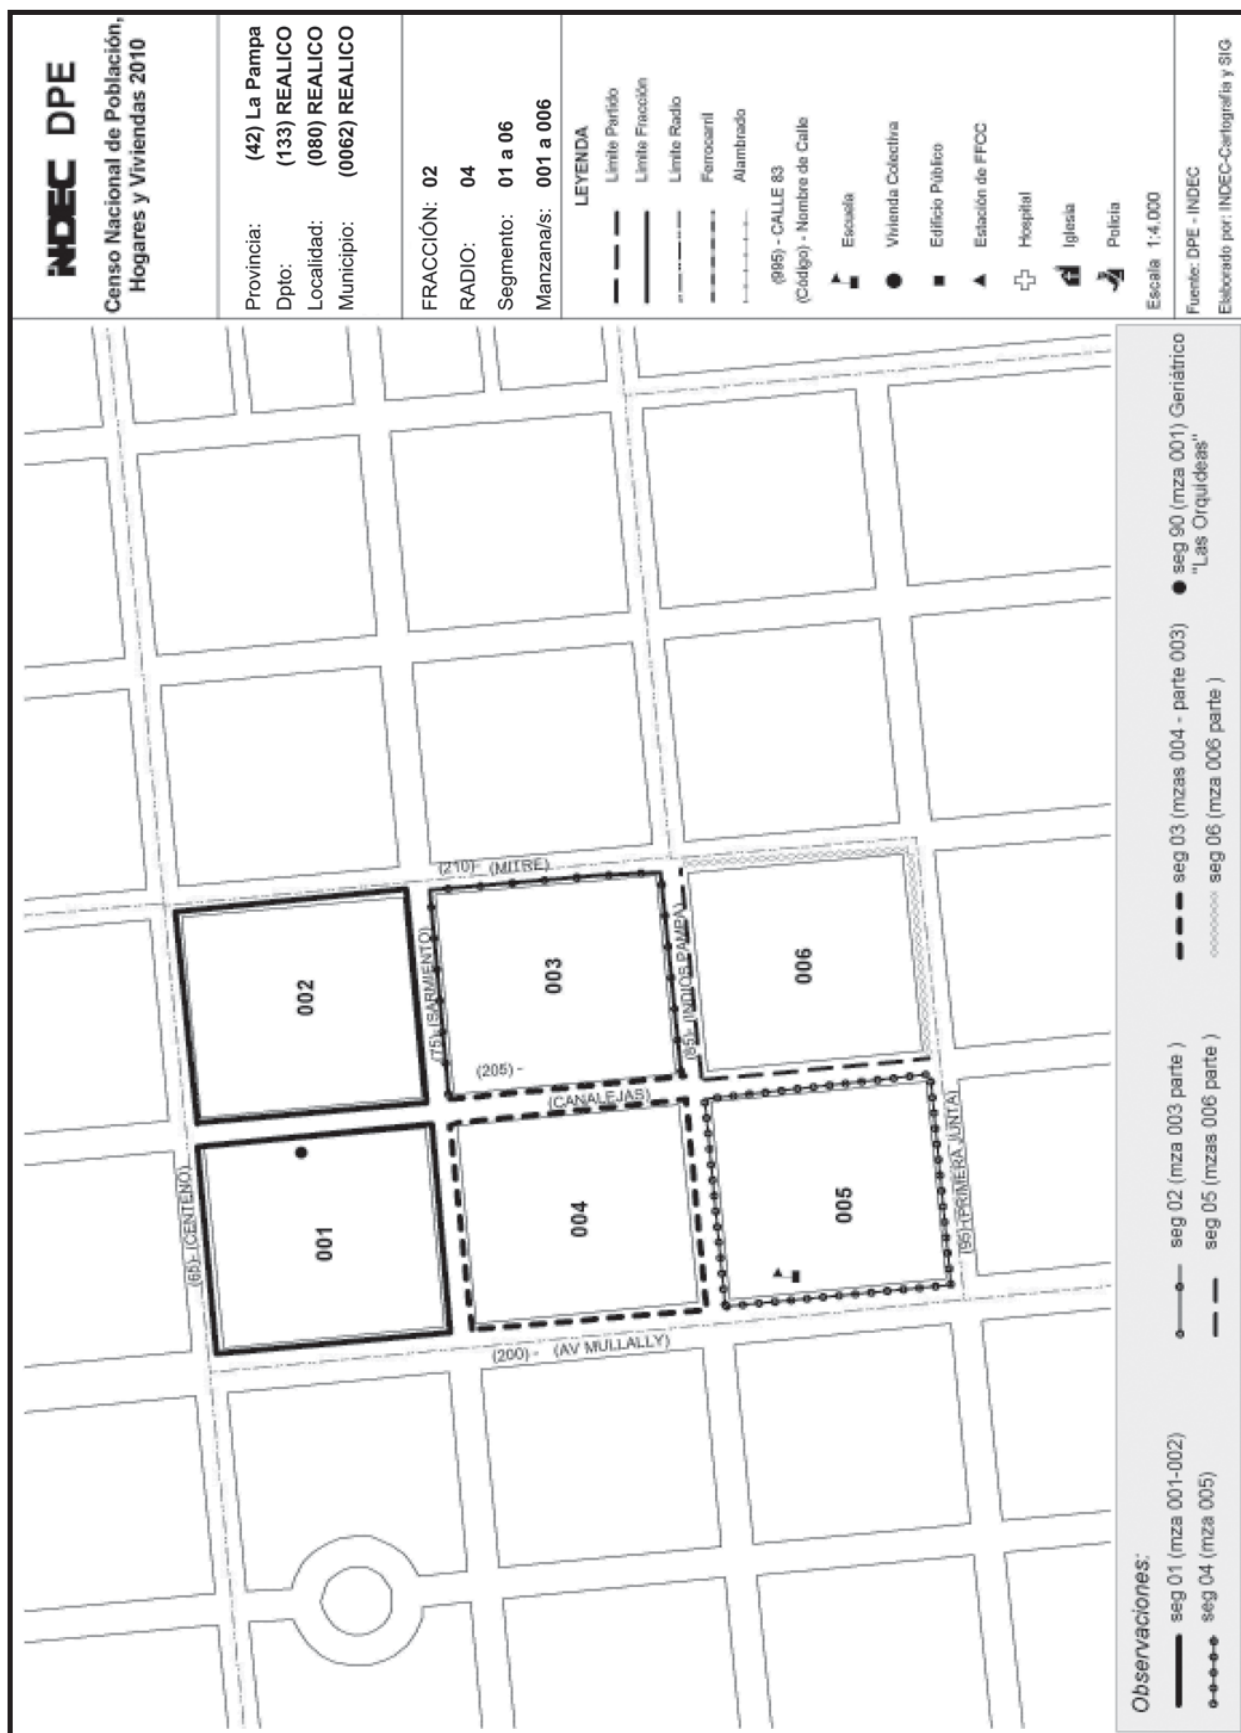 INDEC DPE
Censo Nacional de Población,
Hogares y Viviendas 2010
Provincia: (42) La Pampa
Dpto: (133) REALICO
Localidad: (080) REALICO
Municipio: (0062) REALICO
FRACCIÓN: 02
RADIO: 04
Segmento: 01 a 06
Manzana/s: 001 a 006
LEYENDA
Límite Partido
Límite Fracción
Límite Radio
Ferrocarril
Alambrado
(995) - CALLE 83
(Código) - Nombre de Calle
Escuela
Vivienda Colectiva
Edificio Público
Estación de FFCC
Hospital
Iglesia
Policía
Escala 1:4.000
Fuente: DPE - INDEC
Elaborado por: INDEC-Cartografía y SIG
(65)- (CENTENO)
001
002
(75)- (SARMIENTO)
(210)- (MITRE)
003
(205) -
(CANALEJAS)
004
(200) - (AV MULLALLY)
(85)- (INDIOS PAMPA)
005
006
(95)-(PRIMERA JUNTA)
Observaciones:
seg 01 (mza 001-002)
seg 02 (mza 003 parte )
seg 03 (mzas 004 - parte 003)
seg 90 (mza 001) Geriátrico
"Las Orquídeas"
seg 04 (mza 005)
seg 05 (mzas 006 parte )
seg 06 (mza 006 parte )